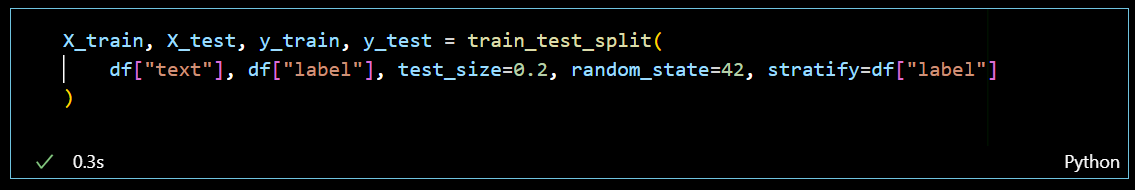 X_train, X_test, y_train, y_test = train_test_split(
    df["text"], df["label"], test_size=0.2, random_state=42, stratify=df["label"]
)
0.3s
Python